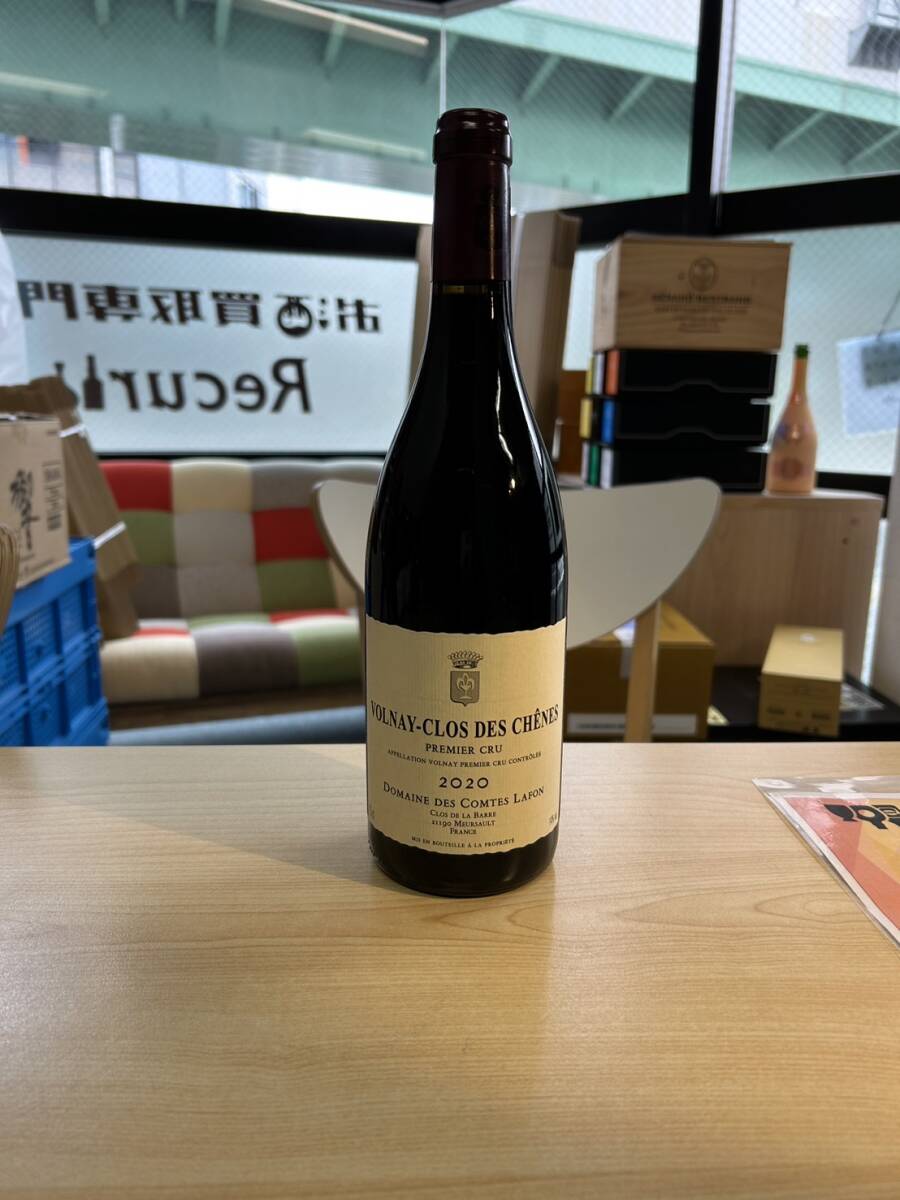 お酒買取専門
Recur
VOLNAY-CLOS DES CHÊNES
PREMIER CRU
APPELLATION VOLNAY PREMIER CRU CONTRÔLÉE
2020
DOMAINE DES COMTES LAFON
CLOS DE LA BARRE
21190 MEURSAULT
FRANCE
MIS EN BOUTEILLE À LA PROPRIÉTÉ